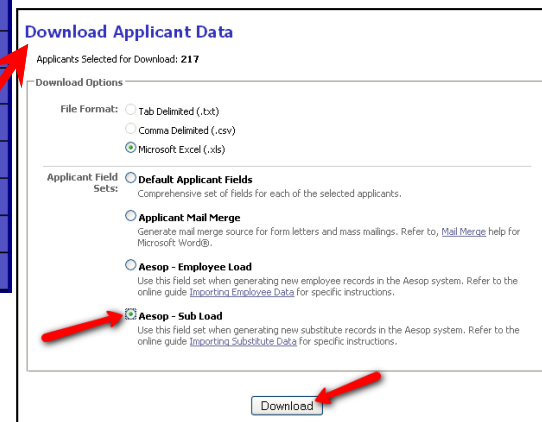 Download Applicant Data
Applicants Selected for Download: 217
Download Options
File Format: Tab Delimited (.txt)
Comma Delimited (.csv)
Microsoft Excel (.xls)
Applicant Field Sets: Default Applicant Fields
Comprehensive set of fields for each of the selected applicants.
Applicant Mail Merge
Generate mail merge source for form letters and mass mailings. Refer to, Mail Merge help for
Microsoft Word®.
Aesop - Employee Load
Use this field set when generating new employee records in the Aesop system. Refer to the
online guide Importing Employee Data for specific instructions.
Aesop - Sub Load
Use this field set when generating new substitute records in the Aesop system. Refer to the
online guide Importing Substitute Data for specific instructions.
Download